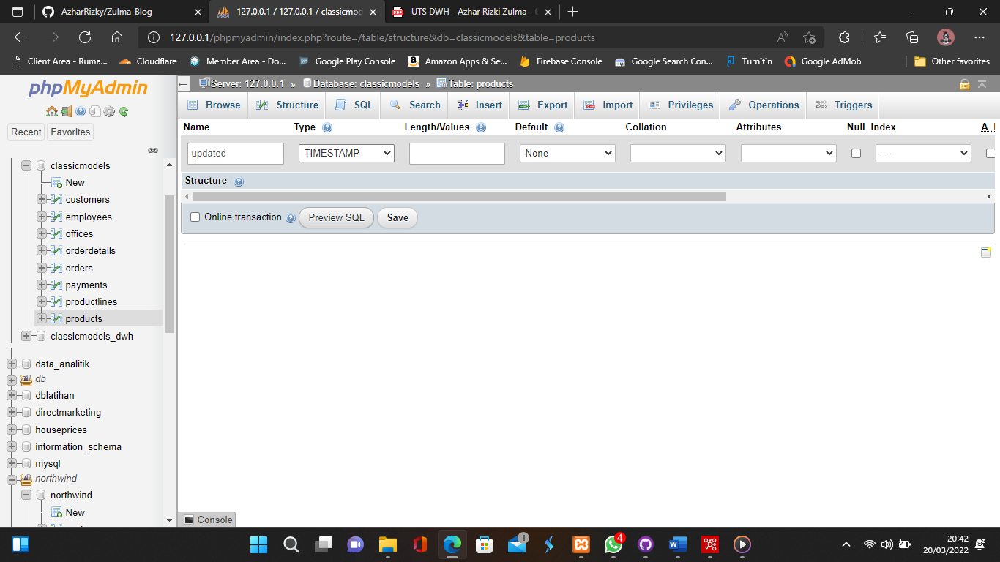 AzharRizky/Zulma-Blog
127.0.0.1 / 127.0.0.1 / classicmod
UTS DWH - Azhar Rizki Zulma -
127.0.0.1/phpmyadmin/index.php?route=/table/structure&db=classicmodels&table=products
Client Area - Ruma...
Cloudflare
Member Area - Do...
Google Play Console
Amazon Apps & Se...
Firebase Console
Google Search Con...
Turnitin
Google AdMob
Other favorites
phpMyAdmin
Recent
Favorites
classicmodels
New
customers
employees
offices
orderdetails
orders
payments
productlines
products
classicmodels_dwh
data_analitik
db
dblatihan
directmarketing
houseprices
information_schema
mysql
northwind
northwind
New
Server: 127.0.0.1 » Database: classicmodels » Table: products
Browse
Structure
SQL
Search
Insert
Export
Import
Privileges
Operations
Triggers
Name Type Length/Values Default Collation Attributes Null Index
updated TIMESTAMP None ---
Structure
Online transaction Preview SQL Save
Console
1
4
20:42
20/03/2022